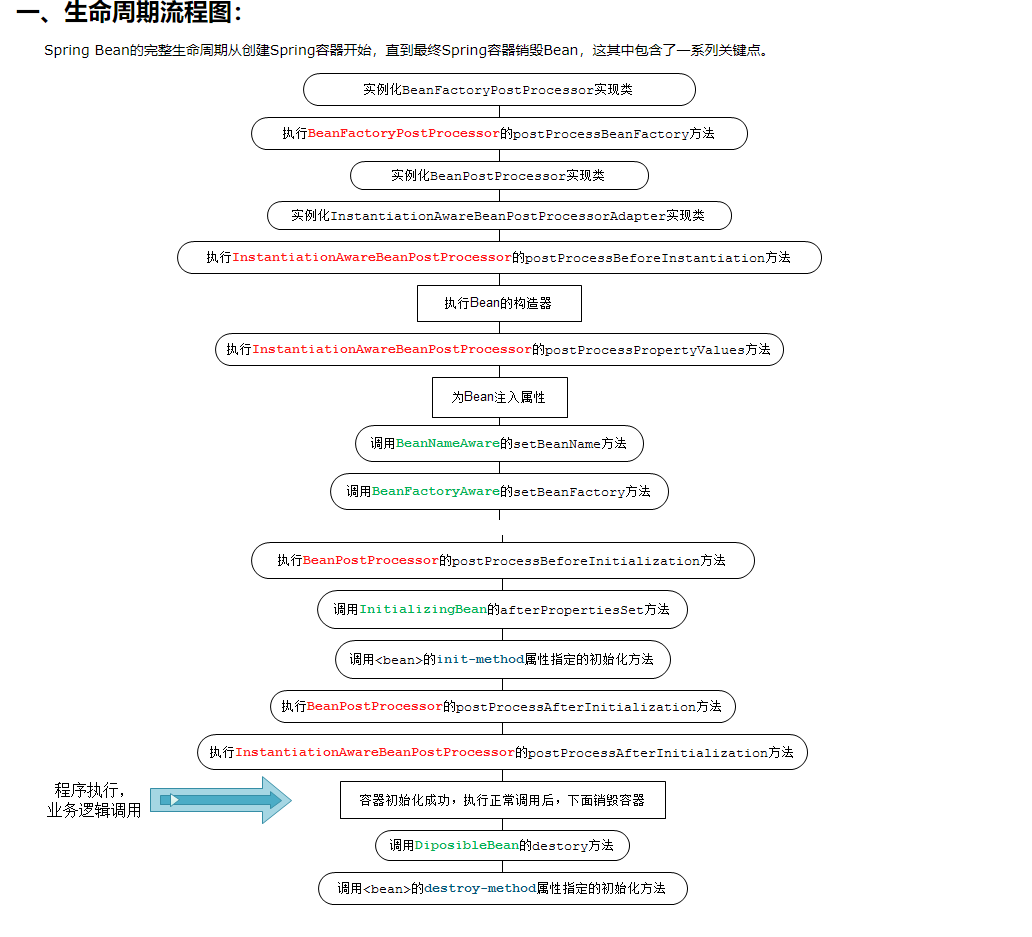 一、生命周期流程图：
Spring Bean的完整生命周期从创建Spring容器开始，直到最终Spring容器销毁Bean，这其中包含了一系列关键点。
实例化BeanFactoryPostProcessor实现类
执行BeanFactoryPostProcessor的postProcessBeanFactory方法
实例化BeanPostProcessor实现类
实例化InstantiationAwareBeanPostProcessorAdapter实现类
执行InstantiationAwareBeanPostProcessor的postProcessBeforeInstantiation方法
执行Bean的构造器
执行InstantiationAwareBeanPostProcessor的postProcessPropertyValues方法
为Bean注入属性
调用BeanNameAware的setBeanName方法
调用BeanFactoryAware的setBeanFactory方法
执行BeanPostProcessor的postProcessBeforeInitialization方法
调用InitializingBean的afterPropertiesSet方法
调用<bean>的init-method属性指定的初始化方法
执行BeanPostProcessor的postProcessAfterInitialization方法
执行InstantiationAwareBeanPostProcessor的postProcessAfterInitialization方法
程序执行，
业务逻辑调用
容器初始化成功，执行正常调用后，下面销毁容器
调用DiposibleBean的destory方法
调用<bean>的destroy-method属性指定的初始化方法